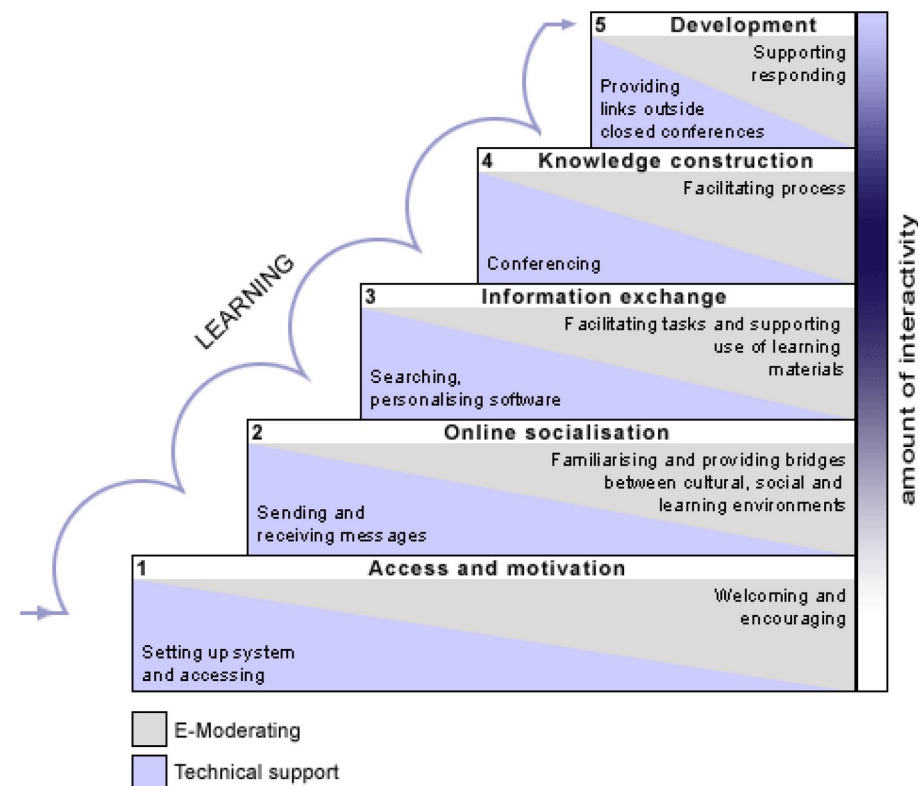 5 Development
Supporting
responding
Providing
links outside
closed conferences
4 Knowledge construction
Facilitating process
Conferencing
LEARNING
3 Information exchange
Facilitating tasks and supporting
use of learning
materials
Searching,
personalising software
2 Online socialisation
Familiarising and providing bridges
between cultural, social and
learning environments
Sending and
receiving messages
1 Access and motivation
Welcoming and
encouraging
Setting up system
and accessing
amount of interactivity
E-Moderating
Technical support